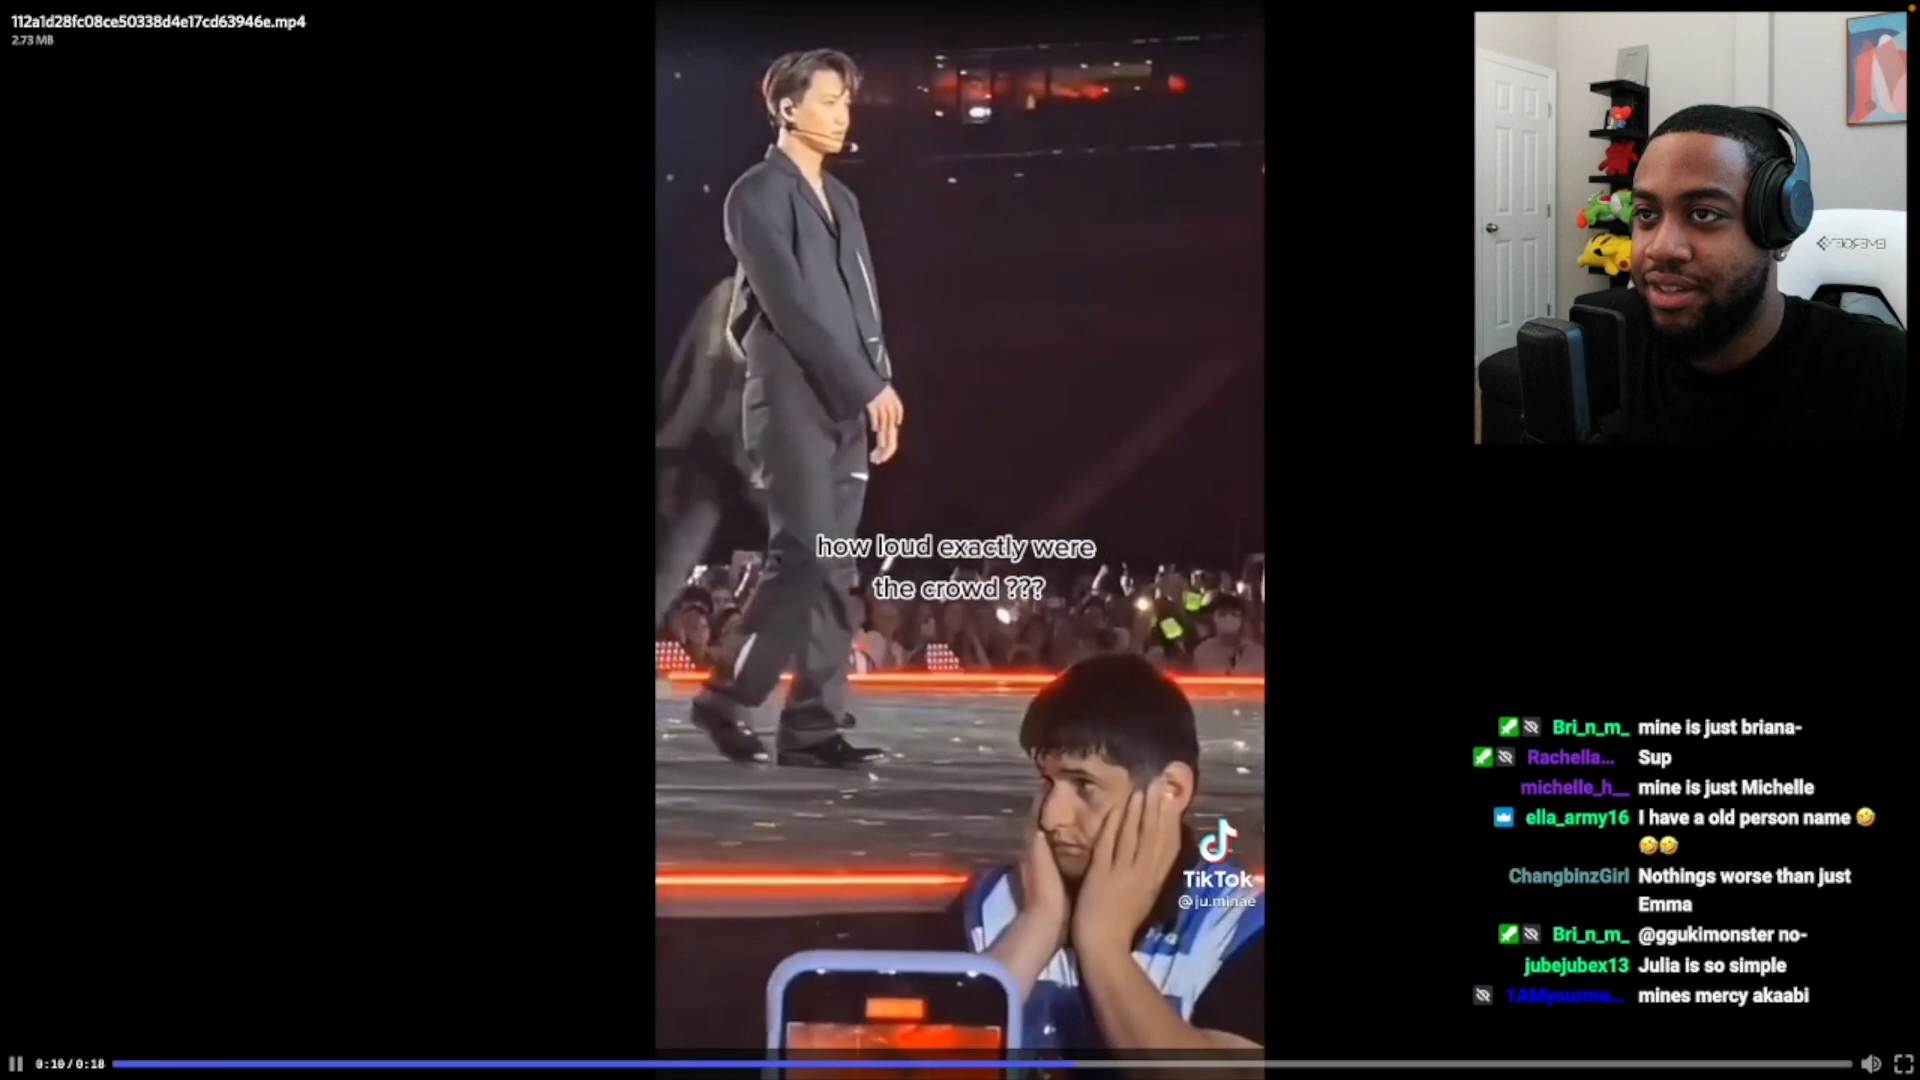 112a1d28fc08ce50338d4e17cd63946e.mp4
2.73 MB
how loud exactly were
the crowd ???
TikTok
@ju.minae
Bri_n_m_ mine is just briana-
Rachella... Sup
michelle_h__ mine is just Michelle
ella_army16 I have a old person name 🤣
🤣🤣
ChangbinzGirl Nothings worse than just
Emma
Bri_n_m_ @ggukimonster no-
jubejubex13 Julia is so simple
1AMyourme... mines mercy akaabi
0:10/0:18